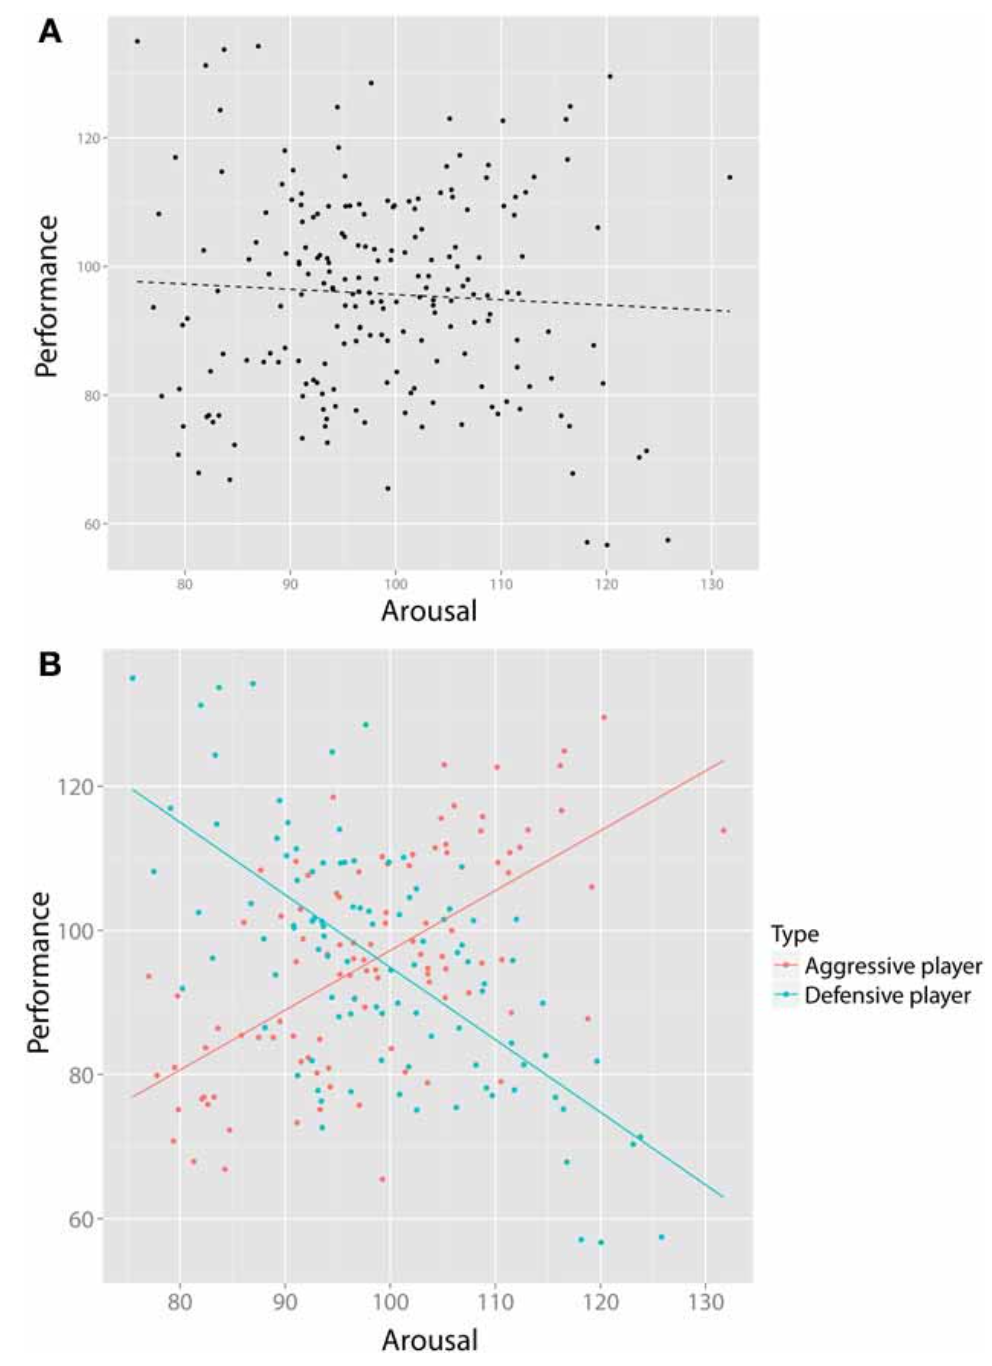 A
Performance
120
100
80
60
80 90 100 110 120 130
Arousal
B
Performance
120
100
80
60
80 90 100 110 120 130
Arousal
Type
Aggressive player
Defensive player